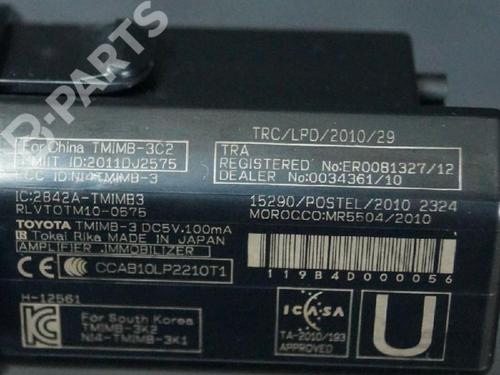 B-PARTS
For China TMIMB-3C2
CMIIT ID:2011DJ2575
FCC ID:NI4TMIMB-3
IC:2842A-TMIMB3
RLVTOTM10-0575
TOYOTA TMIMB-3 DC5V,100mA
Tokai Rika MADE IN JAPAN
AMPLIFIER IMMOBILIZER
CCAB10LP2210T1
H-12561
For South Korea
TMIMB-3K2
NI4-TMIMB-3K1
TRC/LPD/2010/29
TRA
REGISTERED No:ER0081327/12
DEALER No:0034361/10
15290/POSTEL/2010 2324
MOROCCO:MR5504/2010
119B4D000056
ICASA
TA-2010/193
APPROVED
U